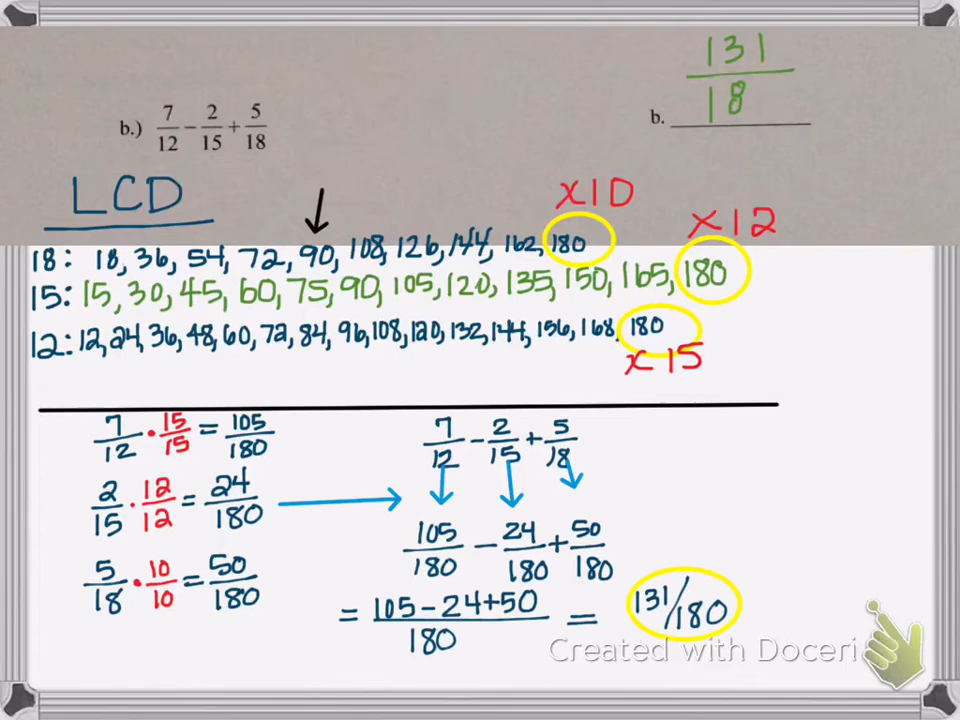 131
18
b.) 7/12 − 2/15 + 5/18
b.
LCD
x10
x12
18: 18, 36, 54, 72, 90, 108, 126, 144, 162, 180
15: 15, 30, 45, 60, 75, 90, 105, 120, 135, 150, 165, 180
12: 12, 24, 36, 48, 60, 72, 84, 96, 108, 120, 132, 144, 156, 168, 180
x 15
7/12 • 15/15 = 105/180
7/12 − 2/15 + 5/18
2/15 · 12/12 = 24/180
105/180 − 24/180 + 50/180
5/18 • 10/10 = 50/180
= 105 − 24 + 50 / 180 = 131/180
Created with Doceri